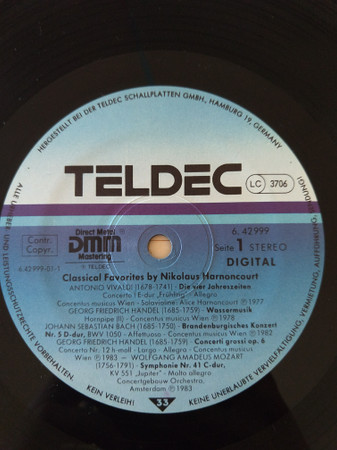 HERGESTELLT BEI DER TELDEC SCHALLPLATTEN GMBH, HAMBURG 19, GERMANY
TELDEC
LC 3706
Contr. Copyr.
Direct Metal
DMM
Mastering
℗ TELDEC
6.42999
Seite 1 STEREO
DIGITAL
6.42999-01-1
Classical Favorites by Nikolaus Harnoncourt
ANTONIO VIVALDI (1678-1741) - Die vier Jahreszeiten
Concerto I E-dur „Frühling" - Allegro
Concentus musicus Wien - Solovioline: Alice Harnoncourt ℗ 1977
GEORG FRIEDRICH HÄNDEL (1685-1759) - Wassermusik
Hornpipe II) - Concentus musicus Wien ℗ 1978
JOHANN SEBASTIAN BACH (1685-1750) - Brandenburgisches Konzert
Nr. 5 D-dur, BWV 1050 - Affettuoso - Concentus musicus Wien ℗ 1982
GEORG FRIEDRICH HÄNDEL (1685-1759) - Concerti grossi op. 6
Concerto Nr. 12 h-moll - Largo - Allegro - Concentus musicus
Wien ℗ 1983 — WOLFGANG AMADEUS MOZART
(1756-1791) - Symphonie Nr. 41 C-dur,
KV 551 „Jupiter" - Molto allegro
Concertgebouw Orchestra,
Amsterdam ℗ 1983
33
ALLE URHEBER- UND LEISTUNGSSCHUTZRECHTE VORBEHALTEN.
KEIN VERLEIH!
KEINE UNERLAUBTE VERVIELFÄLTIGUNG, VERMIETUNG, AUFFÜHRUNG,